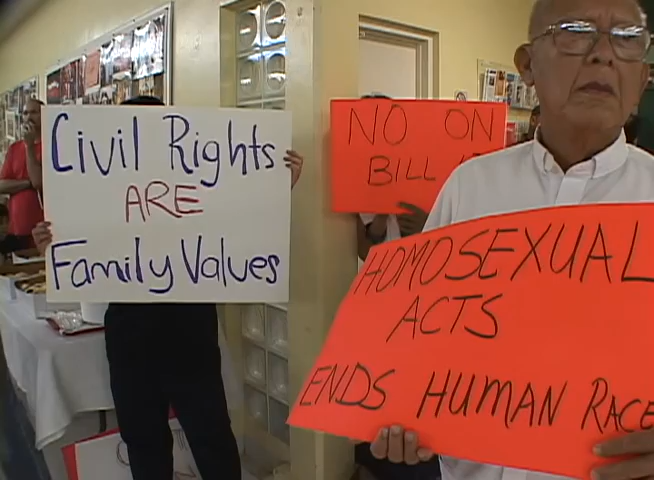 Civil Rights
ARE
Family Values
NO ON
BILL
HOMOSEXUAL
ACTS
ENDS HUMAN RACE